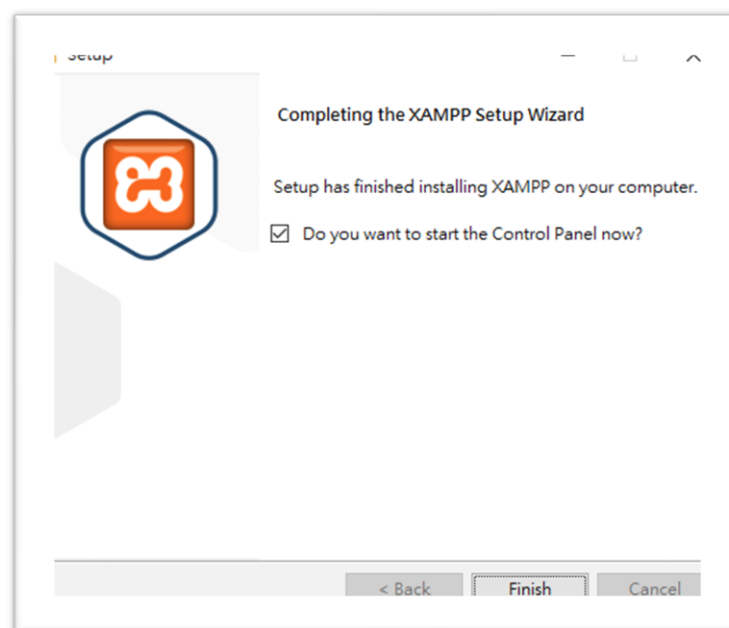 Setup
Completing the XAMPP Setup Wizard
Setup has finished installing XAMPP on your computer.
Do you want to start the Control Panel now?
< Back
Finish
Cancel